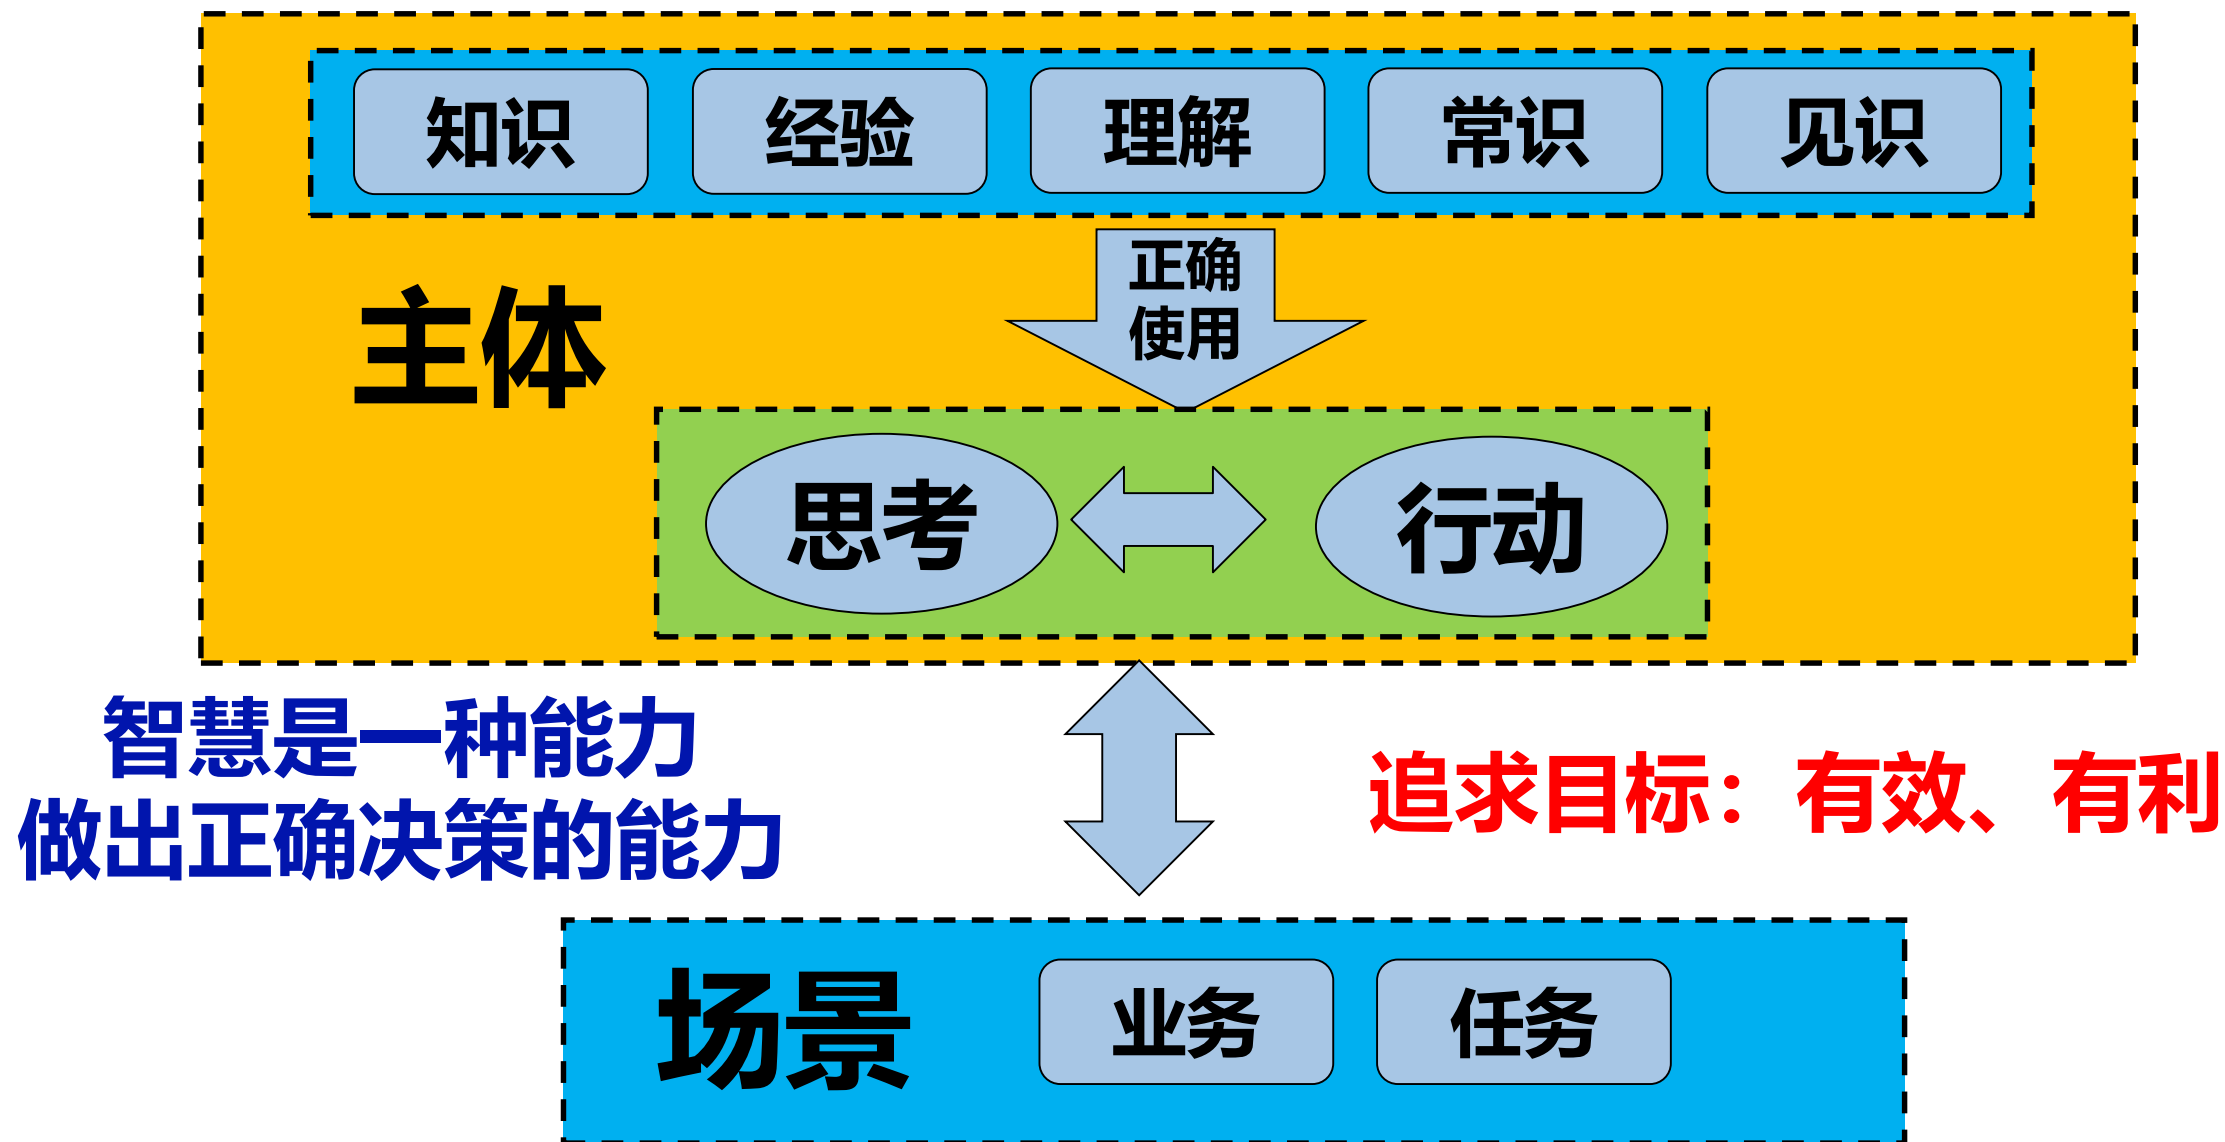 知识
经验
理解
常识
见识
正确
使用
主体
思考
行动
智慧是一种能力
做出正确决策的能力
追求目标：有效、有利
场景
业务
任务